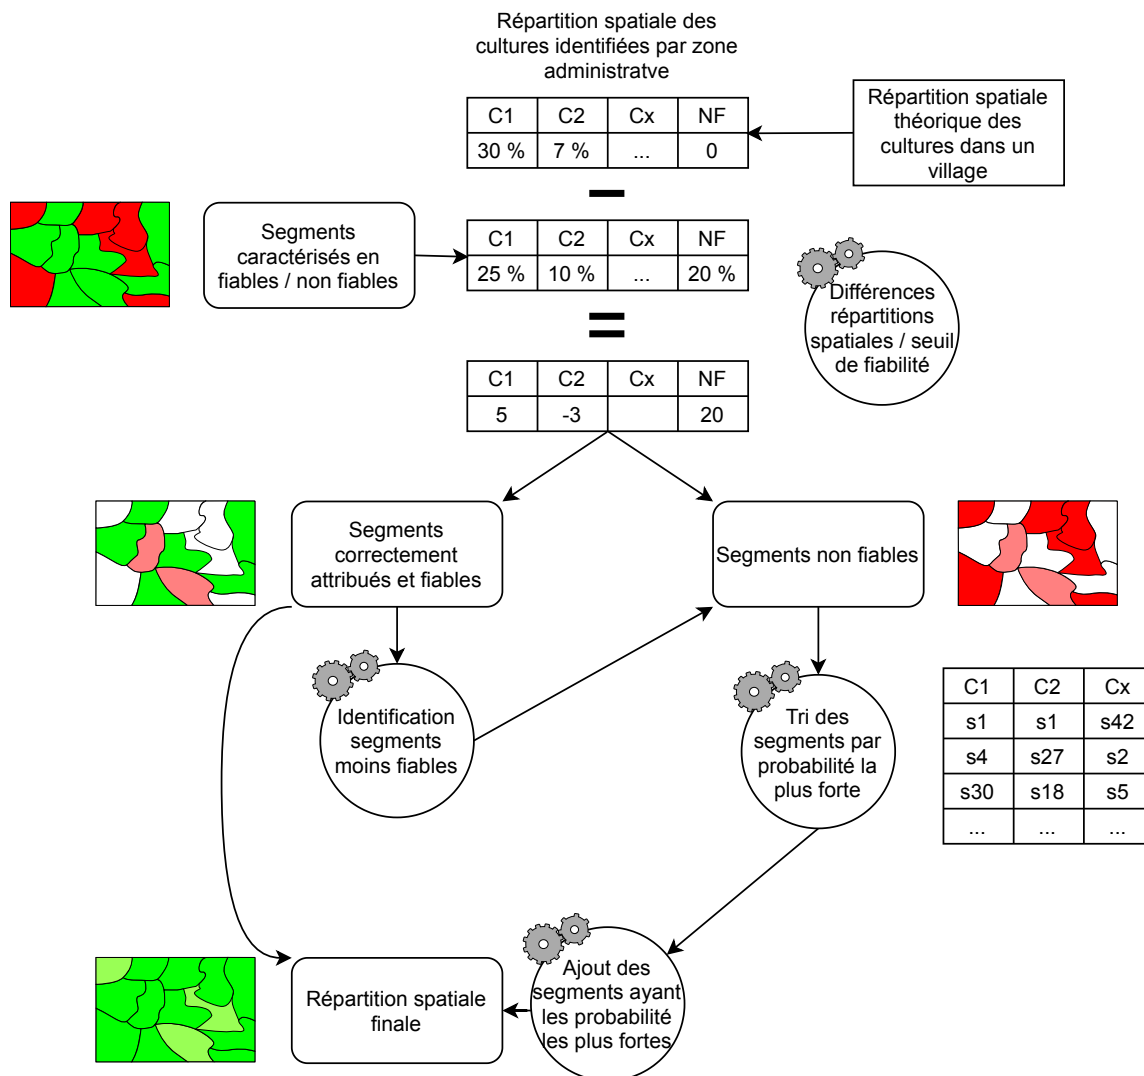 Répartition spatiale des
cultures identifiées par zone
administratve
C1 C2 Cx NF
30 % 7 % ... 0
Répartition spatiale
théorique des
cultures dans un
village
Segments
caractérisés en
fiables / non fiables
C1 C2 Cx NF
25 % 10 % ... 20 %
Différences
répartitions
spatiales / seuil
de fiabilité
C1 C2 Cx NF
5 -3 20
Segments
correctement
attribués et fiables
Segments non fiables
Identification
segments
moins fiables
Tri des
segments par
probabilité la
plus forte
C1 C2 Cx
s1 s1 s42
s4 s27 s2
s30 s18 s5
... ... ...
Ajout des
segments ayant
les probabilité
les plus fortes
Répartition spatiale
finale